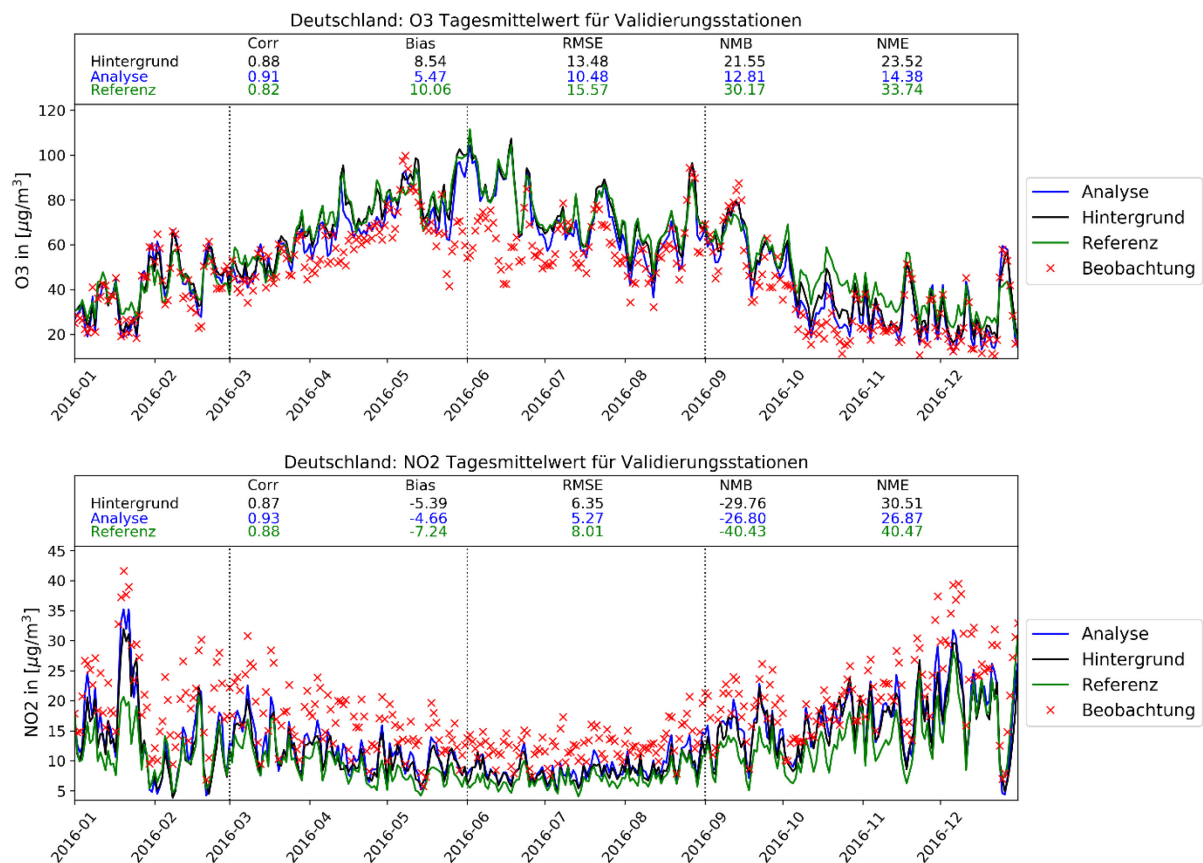 Deutschland: O3 Tagesmittelwert für Validierungsstationen
Corr Bias RMSE NMB NME
Hintergrund 0.88 8.54 13.48 21.55 23.52
Analyse 0.91 5.47 10.48 12.81 14.38
Referenz 0.82 10.06 15.57 30.17 33.74
120
100
80
60
40
20
O3 in [μg/m³]
Analyse
Hintergrund
Referenz
Beobachtung
2016-01 2016-02 2016-03 2016-04 2016-05 2016-06 2016-07 2016-08 2016-09 2016-10 2016-11 2016-12
Deutschland: NO2 Tagesmittelwert für Validierungsstationen
Corr Bias RMSE NMB NME
Hintergrund 0.87 -5.39 6.35 -29.76 30.51
Analyse 0.93 -4.66 5.27 -26.80 26.87
Referenz 0.88 -7.24 8.01 -40.43 40.47
45
40
35
30
25
20
15
10
5
NO2 in [μg/m³]
Analyse
Hintergrund
Referenz
Beobachtung
2016-01 2016-02 2016-03 2016-04 2016-05 2016-06 2016-07 2016-08 2016-09 2016-10 2016-11 2016-12